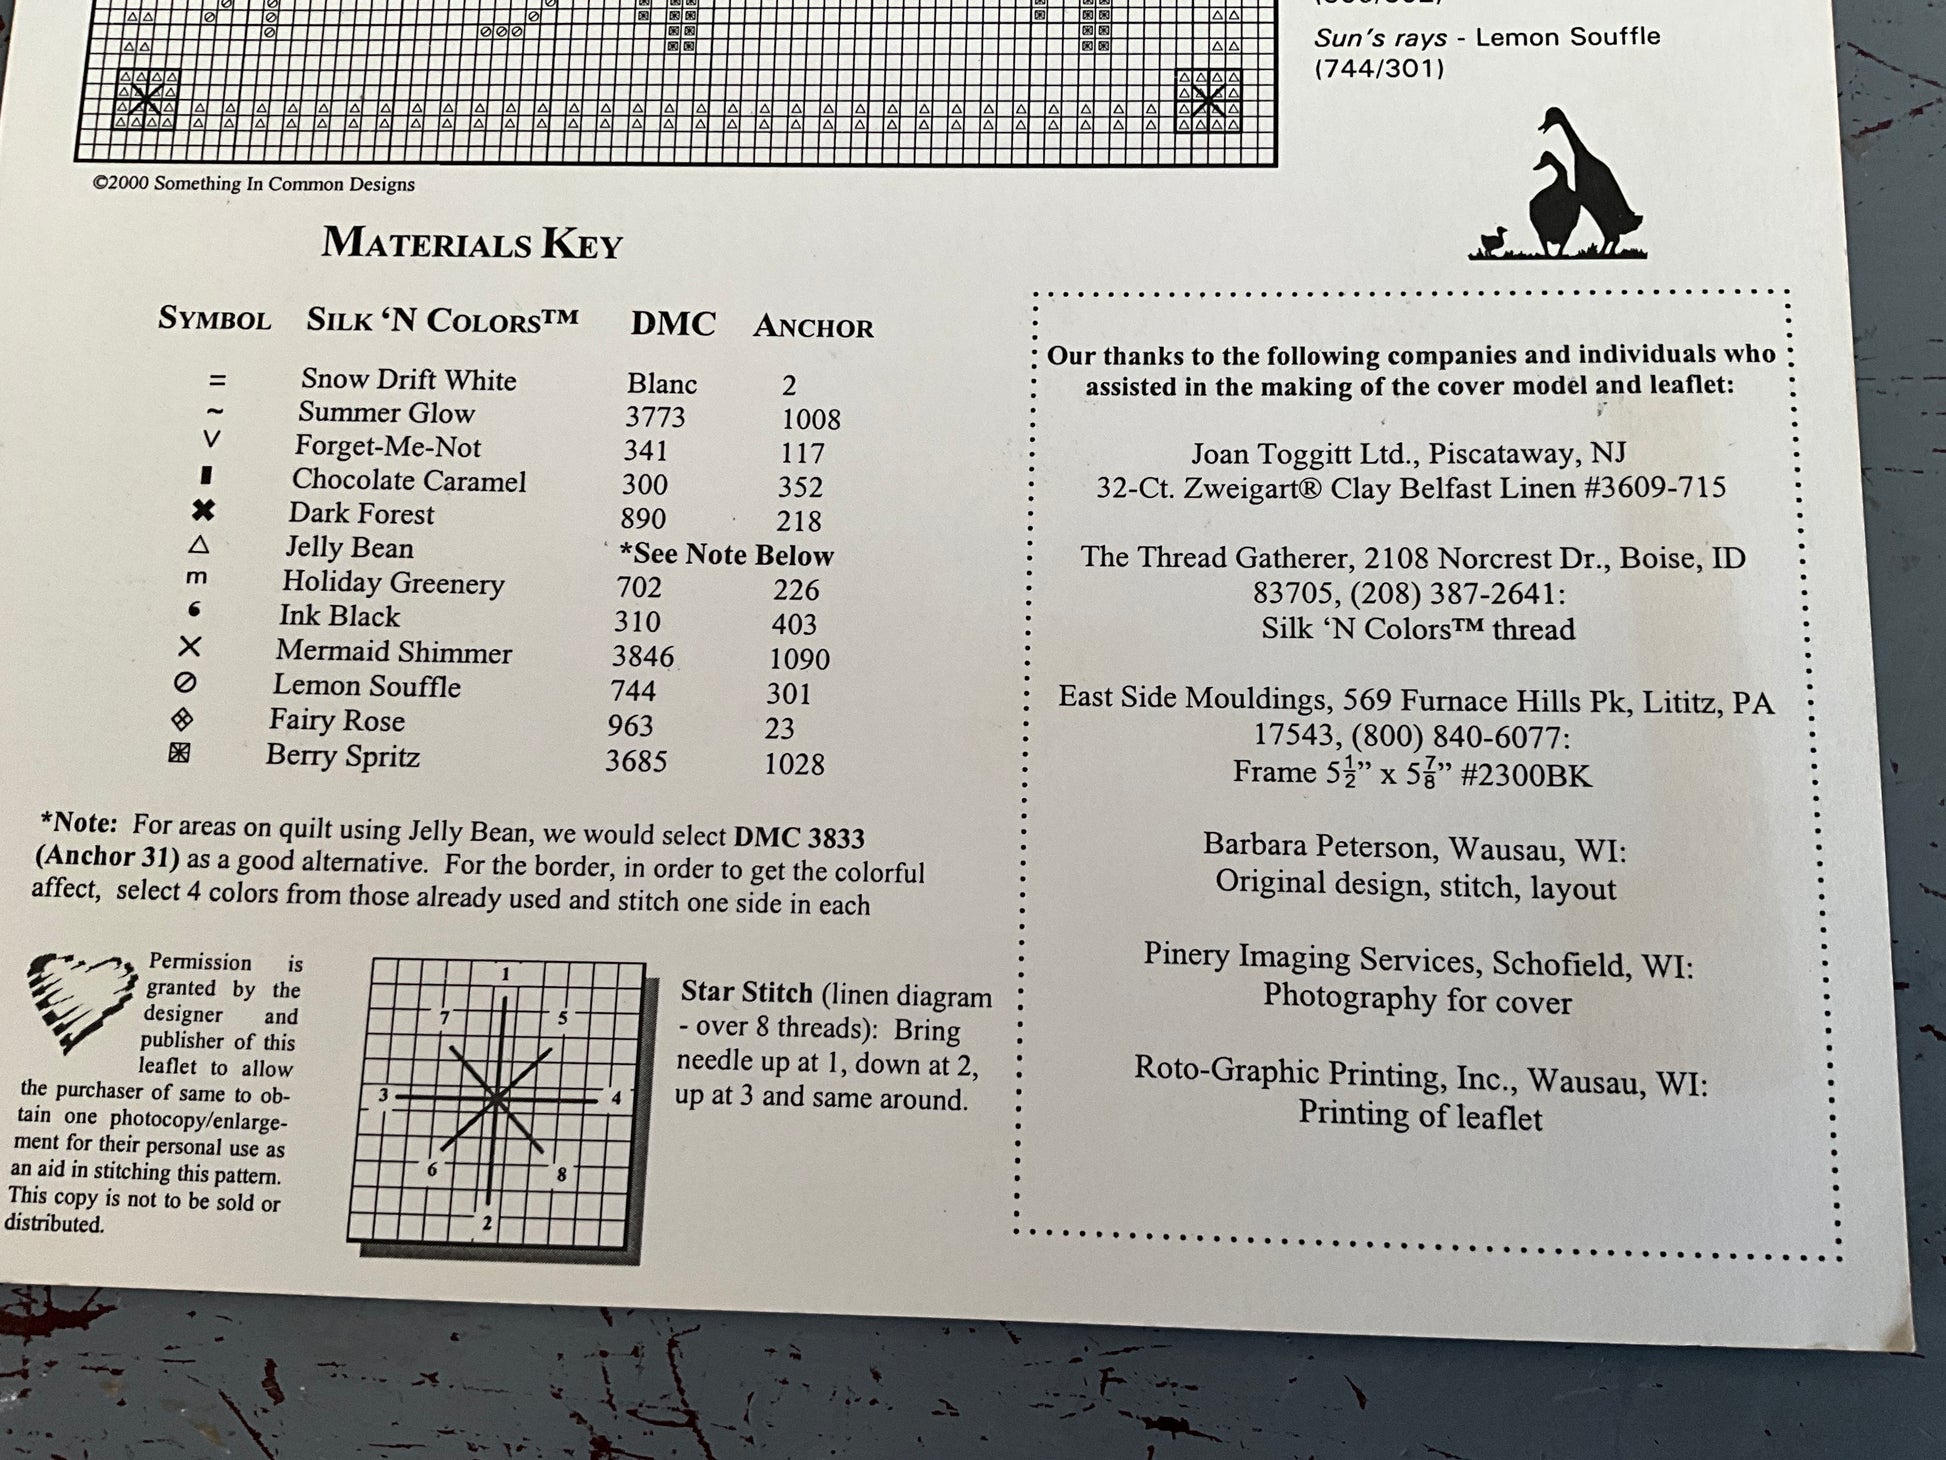 Sun's rays - Lemon Souffle
(744/301)
©2000 Something In Common Designs
MATERIALS KEY
SYMBOL SILK 'N COLORS™ DMC ANCHOR
= Snow Drift White Blanc 2
~ Summer Glow 3773 1008
V Forget-Me-Not 341 117
▮ Chocolate Caramel 300 352
✖ Dark Forest 890 218
△ Jelly Bean *See Note Below
m Holiday Greenery 702 226
6 Ink Black 310 403
X Mermaid Shimmer 3846 1090
⊘ Lemon Souffle 744 301
Fairy Rose 963 23
Berry Spritz 3685 1028
*Note: For areas on quilt using Jelly Bean, we would select DMC 3833
(Anchor 31) as a good alternative. For the border, in order to get the colorful
affect, select 4 colors from those already used and stitch one side in each
Permission is
granted by the
designer and
publisher of this
leaflet to allow
the purchaser of same to ob-
tain one photocopy/enlarge-
ment for their personal use as
an aid in stitching this pattern.
This copy is not to be sold or
distributed.
1
7 5
3 4
6 8
2
Star Stitch (linen diagram
- over 8 threads): Bring
needle up at 1, down at 2,
up at 3 and same around.
Our thanks to the following companies and individuals who
assisted in the making of the cover model and leaflet:
Joan Toggitt Ltd., Piscataway, NJ
32-Ct. Zweigart® Clay Belfast Linen #3609-715
The Thread Gatherer, 2108 Norcrest Dr., Boise, ID
83705, (208) 387-2641:
Silk 'N Colors™ thread
East Side Mouldings, 569 Furnace Hills Pk, Lititz, PA
17543, (800) 840-6077:
Frame 5½" x 5⅞" #2300BK
Barbara Peterson, Wausau, WI:
Original design, stitch, layout
Pinery Imaging Services, Schofield, WI:
Photography for cover
Roto-Graphic Printing, Inc., Wausau, WI:
Printing of leaflet